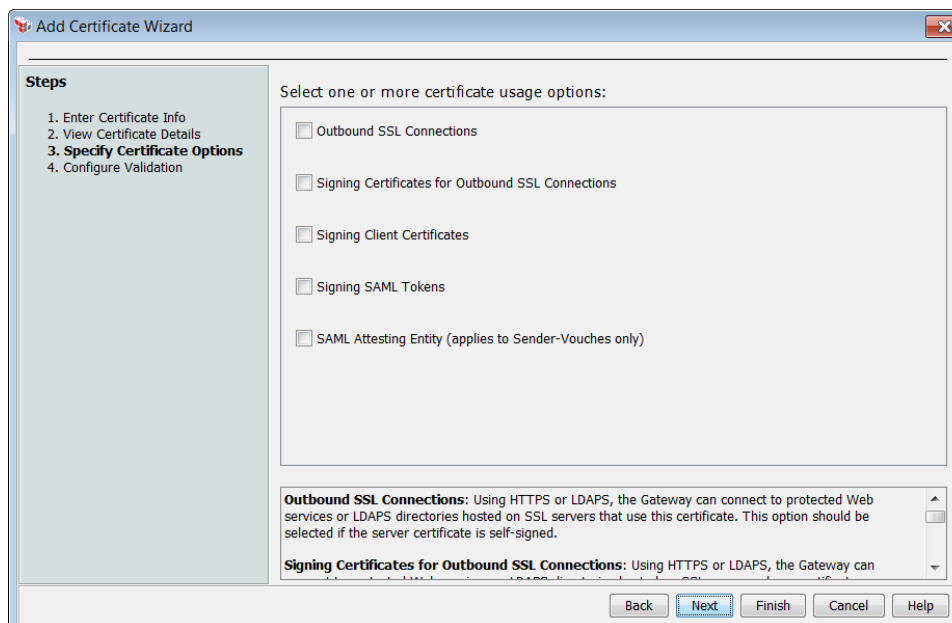 Add Certificate Wizard
Steps
1. Enter Certificate Info
2. View Certificate Details
3. Specify Certificate Options
4. Configure Validation
Select one or more certificate usage options:
Outbound SSL Connections
Signing Certificates for Outbound SSL Connections
Signing Client Certificates
Signing SAML Tokens
SAML Attesting Entity (applies to Sender-Vouches only)
Outbound SSL Connections: Using HTTPS or LDAPS, the Gateway can connect to protected Web
services or LDAPS directories hosted on SSL servers that use this certificate. This option should be
selected if the server certificate is self-signed.
Signing Certificates for Outbound SSL Connections: Using HTTPS or LDAPS, the Gateway can
Back Next Finish Cancel Help